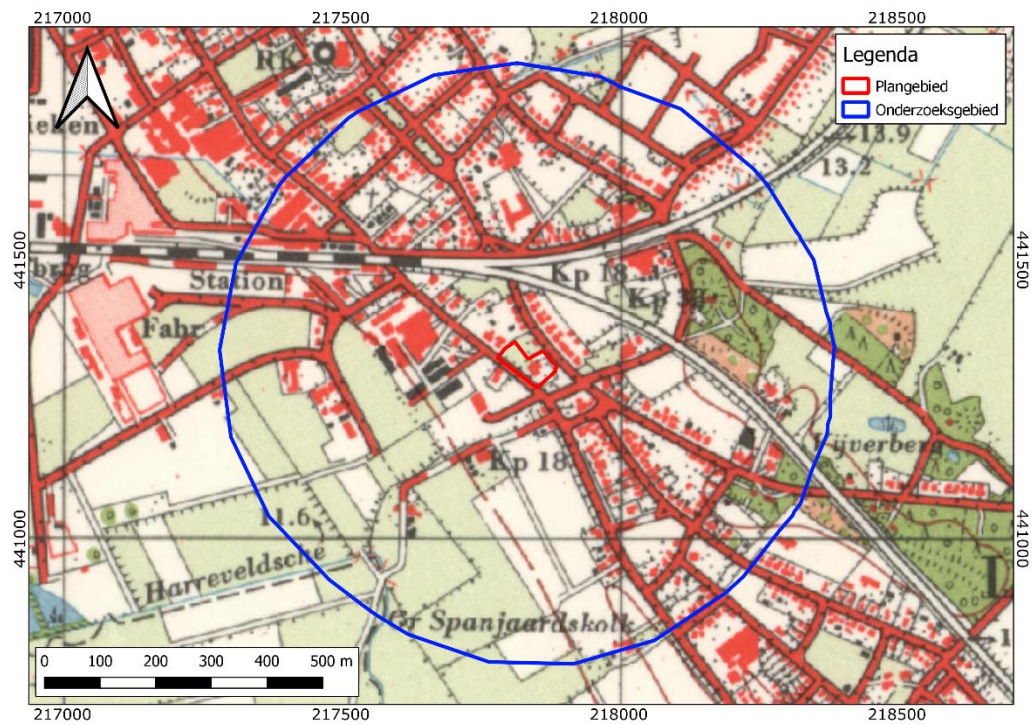 217000 217500 218000 218500
Legenda
Plangebied
Onderzoeksgebied
RK
eken
13.9
13.2
441500
441500
Kp 18
Station
Kp
Fahr
Kp 18
11.6
441000
441000
Harreveldsche
Gr Spanjaardskolk
L
0 100 200 300 400 500 m
217000 217500 218000 218500